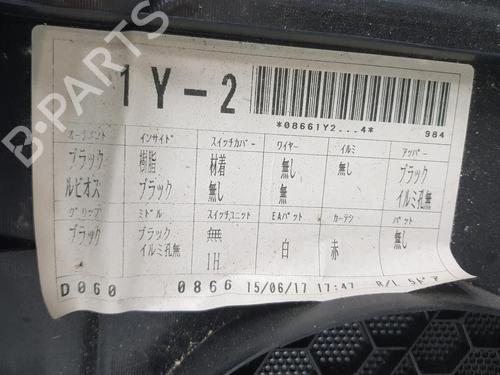 B-PARTS
1Y-2
*08661Y2...4*
984
オーナメント インサイド スイッチカバー ワイヤー イルミ アッパー
ブラック 樹脂 材着 無し 無し ブラック
ルビオス ブラック 無し 無 イルミ孔無
グリップ ミドル スイッチユニット EAパット カーテン パット
ブラック ブラック 無 白 赤 無し
イルミ孔無 1H
D060 0866 15/06/17 17:47 R/L 5ドア